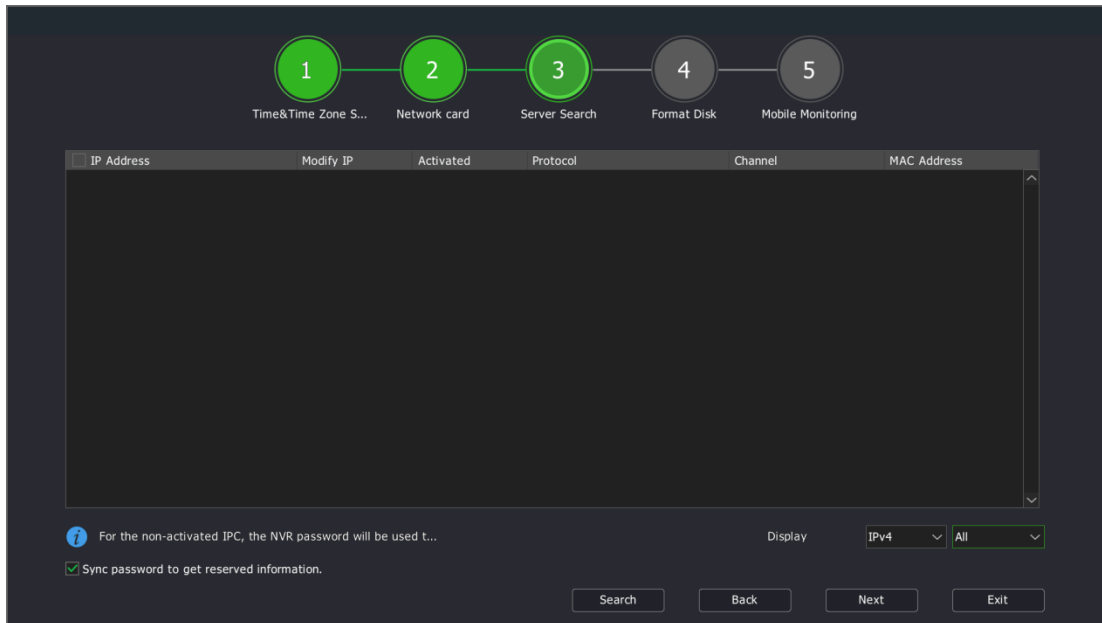 1 2 3 4 5
Time&Time Zone S... Network card Server Search Format Disk Mobile Monitoring
IP Address Modify IP Activated Protocol Channel MAC Address
For the non-activated IPC, the NVR password will be used t... Display IPv4 All
Sync password to get reserved information.
Search Back Next Exit